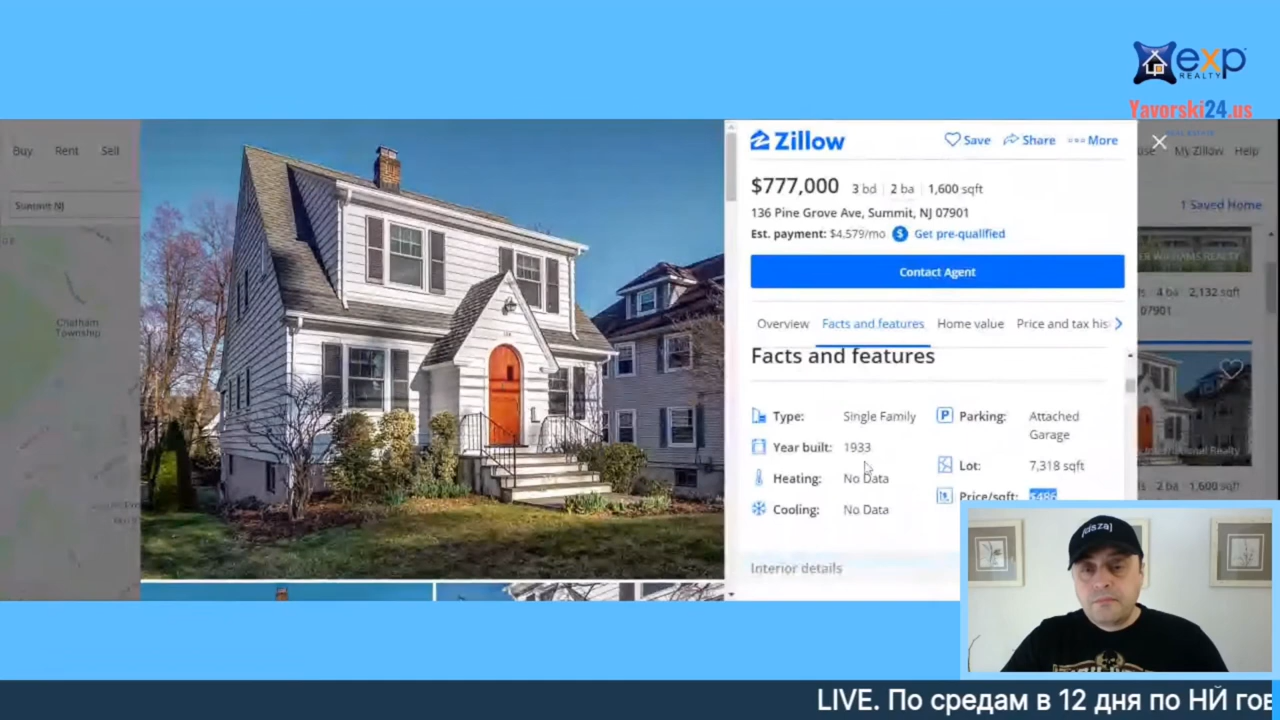 exp
REALTY
Yavorski24.us
Buy Rent Sell
Zillow
Save Share More
My Zillow Help
Summit NJ
1 Saved Home
$777,000 3 bd 2 ba 1,600 sqft
136 Pine Grove Ave, Summit, NJ 07901
Est. payment: $4,579/mo $ Get pre-qualified
Contact Agent
4 ba 2,132 sqft
07901
Chatham
Township
Overview Facts and features Home value Price and tax his
Facts and features
Type: Single Family
P Parking: Attached Garage
Year built: 1933
Lot: 7,318 sqft
Heating: No Data
Price/sqft: $486
Cooling: No Data
2 ba 1,600 sqft
Interior details
LIVE. По средам в 12 дня по НЙ гов